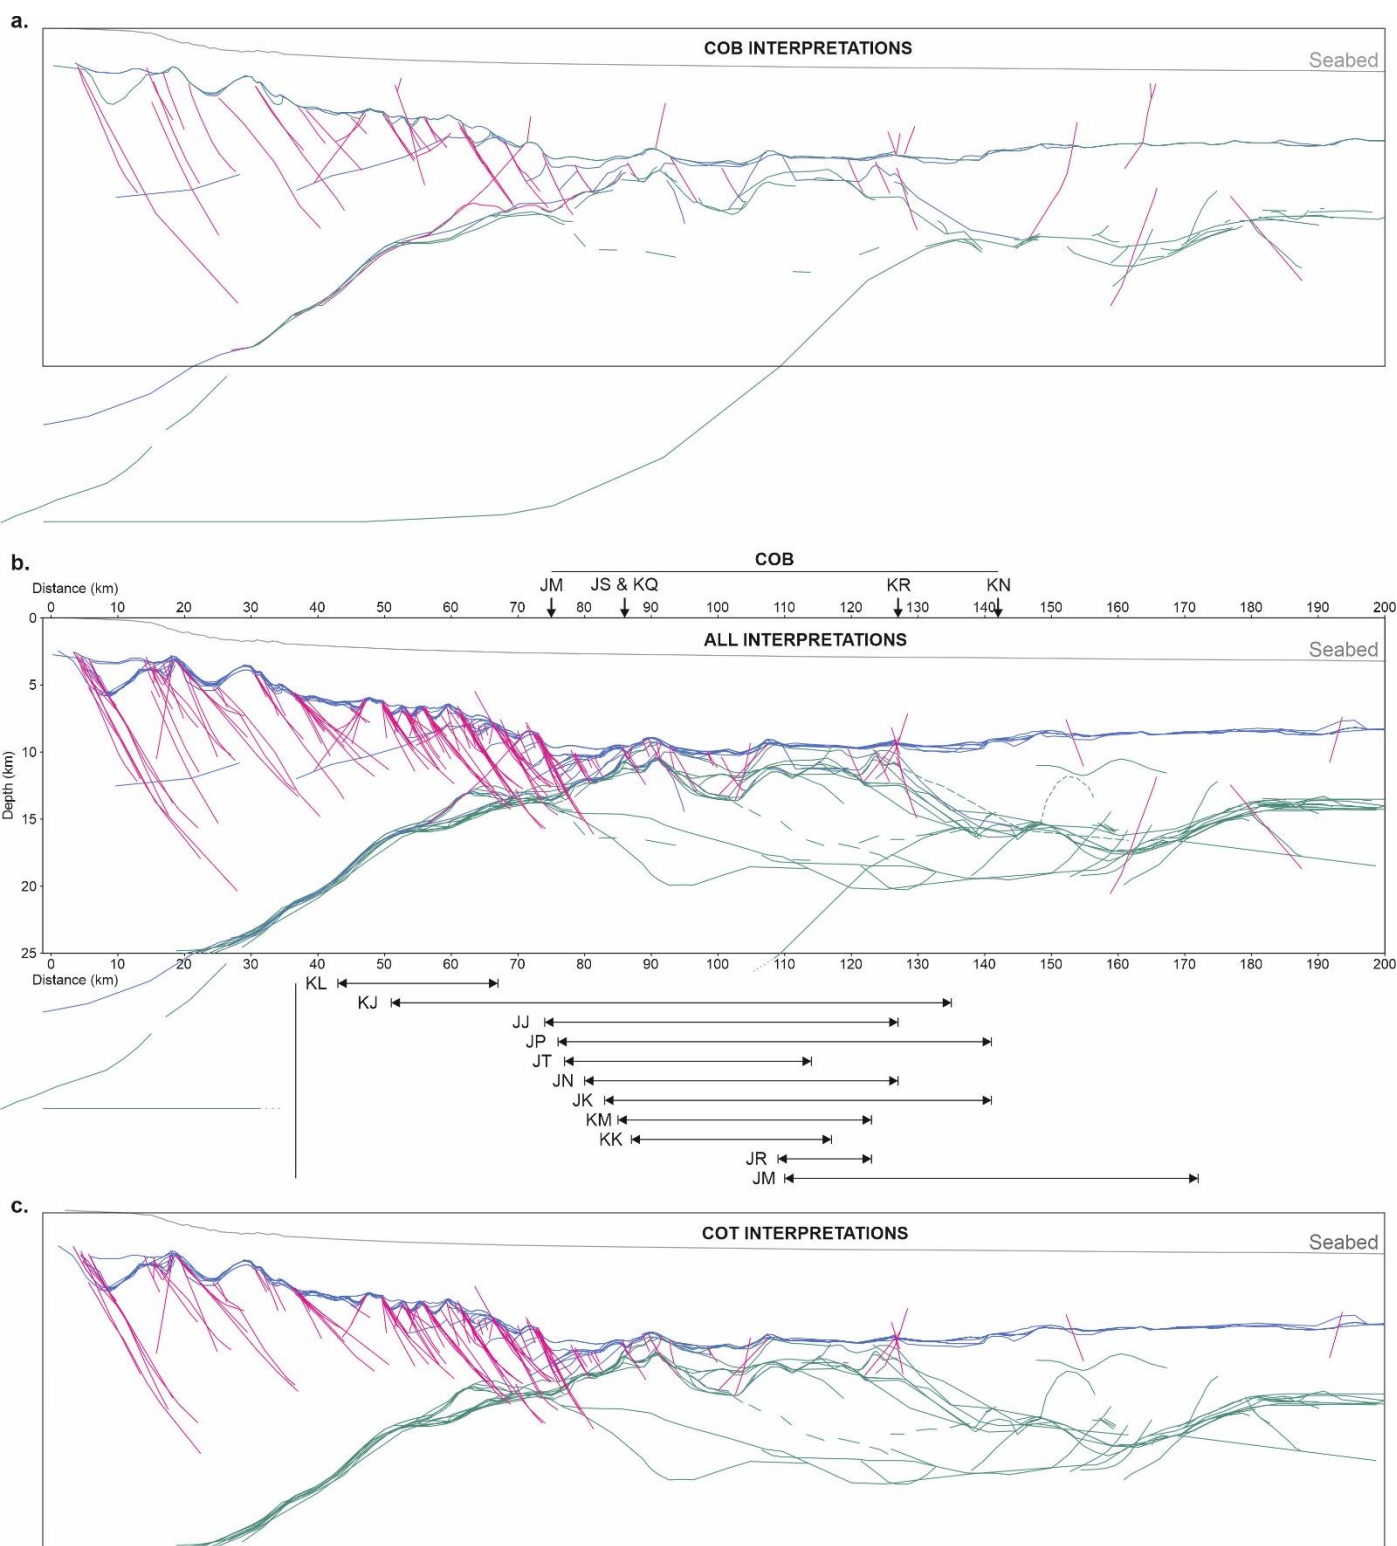 a.
COB INTERPRETATIONS
Seabed
b.
COB
Distance (km)
JM JS & KQ KR KN
0 10 20 30 40 50 60 70 80 90 100 110 120 130 140 150 160 170 180 190 200
ALL INTERPRETATIONS
Seabed
Depth (km)
0
5
10
15
20
25
0 10 20 30 40 50 60 70 80 90 100 110 120 130 140 150 160 170 180 190 200
Distance (km)
KL
KJ
JJ
JP
JT
JN
JK
KM
KK
JR
JM
c.
COT INTERPRETATIONS
Seabed